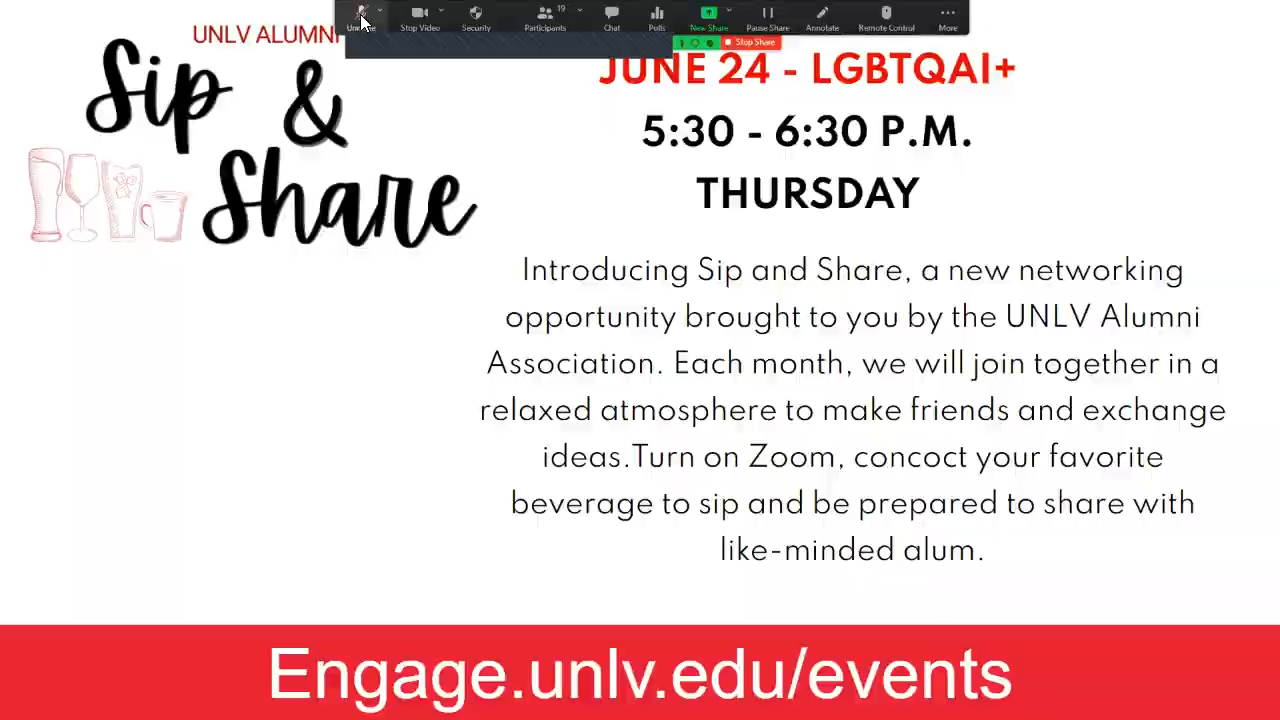 Unmute Stop Video Security Participants 19 Chat Polls New Share Pause Share Annotate Remote Control More
Stop Share
UNLV ALUMNI
Sip &
Share
JUNE 24 - LGBTQAI+
5:30 - 6:30 P.M.
THURSDAY
Introducing Sip and Share, a new networking
opportunity brought to you by the UNLV Alumni
Association. Each month, we will join together in a
relaxed atmosphere to make friends and exchange
ideas.Turn on Zoom, concoct your favorite
beverage to sip and be prepared to share with
like-minded alum.
Engage.unlv.edu/events